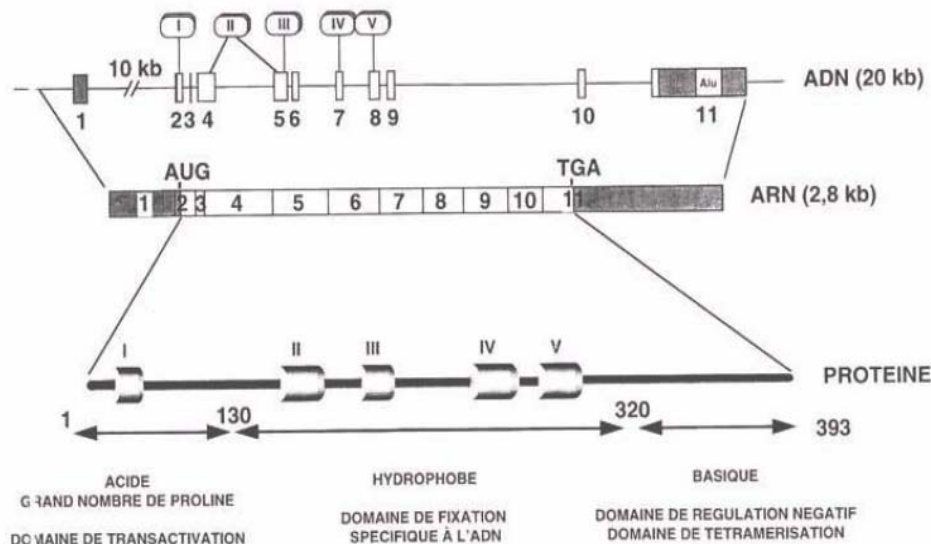 I II III IV V
10 kb
ADN (20 kb)
Alu
1 23 4 5 6 7 8 9 10 11
AUG TGA
1 2 3 4 5 6 7 8 9 10 11
ARN (2,8 kb)
I II III IV V
PROTEINE
1 130 320 393
ACIDE
GRAND NOMBRE DE PROLINE
DOMAINE DE TRANSACTIVATION
HYDROPHOBE
DOMAINE DE FIXATION
SPECIFIQUE À L'ADN
BASIQUE
DOMAINE DE REGULATION NEGATIF
DOMAINE DE TETRAMERISATION